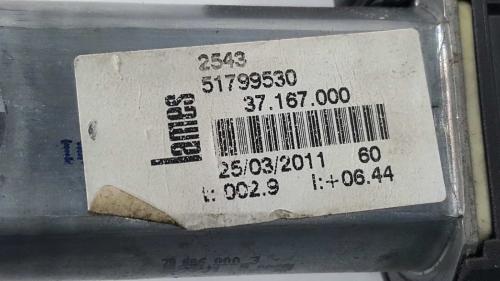 2543
51799530
37.167.000
lames
25/03/2011 60
t: 002.9 I:+06.44